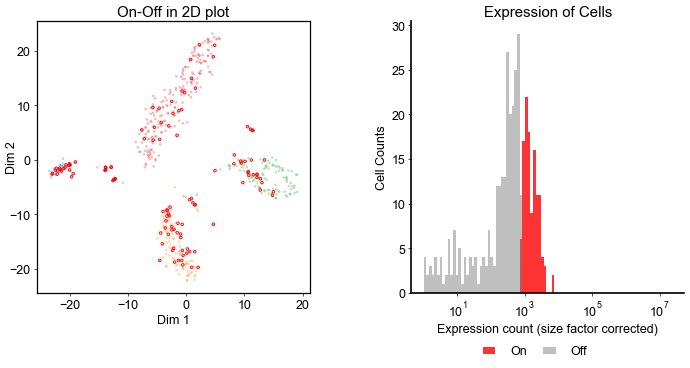 On-Off in 2D plot
20
10
0
−10
−20
−20
−10
0
10
20
Dim 2
Dim 1
Expression of Cells
30
25
20
15
10
5
0
10^1
10^3
10^5
10^7
Cell Counts
Expression count (size factor corrected)
On
Off